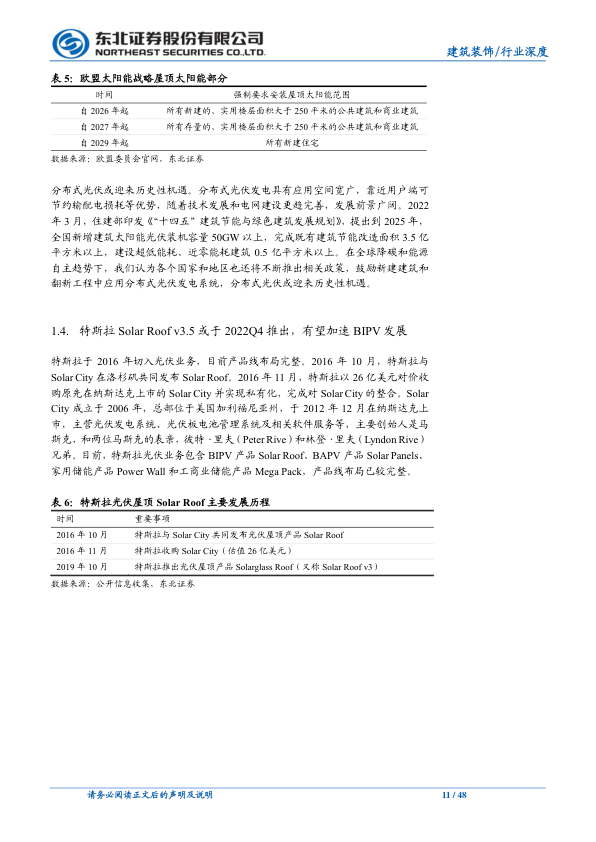 东北证券股份有限公司
NORTHEAST SECURITIES CO.,LTD.
建筑装饰/行业深度
表 5：欧盟太阳能战略屋顶太阳能部分
时间 强制要求安装屋顶太阳能范围
自 2026 年起 所有新建的、实用楼层面积大于 250 平米的公共建筑和商业建筑
自 2027 年起 所有存量的、实用楼层面积大于 250 平米的公共建筑和商业建筑
自 2029 年起 所有新建住宅
数据来源：欧盟委员会官网，东北证券
分布式光伏或迎来历史性机遇。分布式光伏发电具有应用空间宽广，靠近用户端可
节约输配电损耗等优势，随着技术发展和电网建设更趋完善，发展前景广阔。2022
年 3 月，住建部印发《“十四五”建筑节能与绿色建筑发展规划》，提出到 2025 年，
全国新增建筑太阳能光伏装机容量 50GW 以上，完成既有建筑节能改造面积 3.5 亿
平方米以上，建设超低能耗、近零能耗建筑 0.5 亿平方米以上。在全球降碳和能源
自主趋势下，我们认为各个国家和地区也还将不断推出相关政策，鼓励新建建筑和
翻新工程中应用分布式光伏发电系统，分布式光伏或迎来历史性机遇。
1.4. 特斯拉 Solar Roof v3.5 或于 2022Q4 推出，有望加速 BIPV 发展
特斯拉于 2016 年切入光伏业务，目前产品线布局完整。2016 年 10 月，特斯拉与
Solar City 在洛杉矶共同发布 Solar Roof。2016 年 11 月，特斯拉以 26 亿美元对价收
购原先在纳斯达克上市的 Solar City 并实现私有化，完成对 Solar City 的整合。Solar
City 成立于 2006 年，总部位于美国加利福尼亚州，于 2012 年 12 月在纳斯达克上
市，主营光伏发电系统、光伏板电池管理系统及相关软件服务等，主要创始人是马
斯克，和两位马斯克的表亲，彼特·里夫（Peter Rive）和林登·里夫（Lyndon Rive）
兄弟。目前，特斯拉光伏业务包含 BIPV 产品 Solar Roof、BAPV 产品 Solar Panels、
家用储能产品 Power Wall 和工商业储能产品 Mega Pack，产品线布局已较完整。
表 6：特斯拉光伏屋顶 Solar Roof 主要发展历程
时间 重要事项
2016 年 10 月 特斯拉与 Solar City 共同发布光伏屋顶产品 Solar Roof
2016 年 11 月 特斯拉收购 Solar City（估值 26 亿美元）
2019 年 10 月 特斯拉推出光伏屋顶产品 Solarglass Roof（又称 Solar Roof v3）
数据来源：公开信息收集，东北证券
请务必阅读正文后的声明及说明 11 / 48